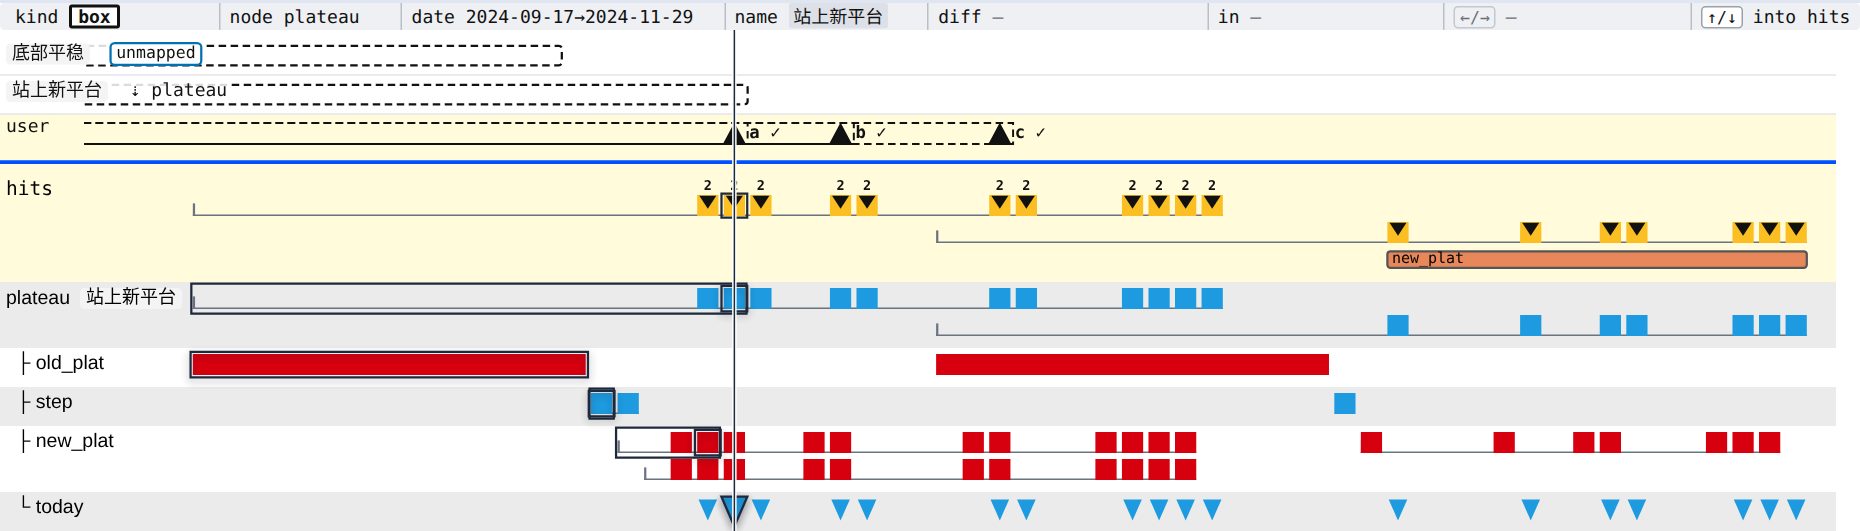 kind box node plateau date 2024-09-17→2024-11-29 name 站上新平台 diff — in — ←/→ — ↑/↓ into hits
底部平稳 unmapped
站上新平台 ⇣ plateau
user a ✓ b ✓ c ✓
hits 2 2 2 2 2 2 2 2 2 2
new_plat
plateau 站上新平台
├ old_plat
├ step
├ new_plat
└ today